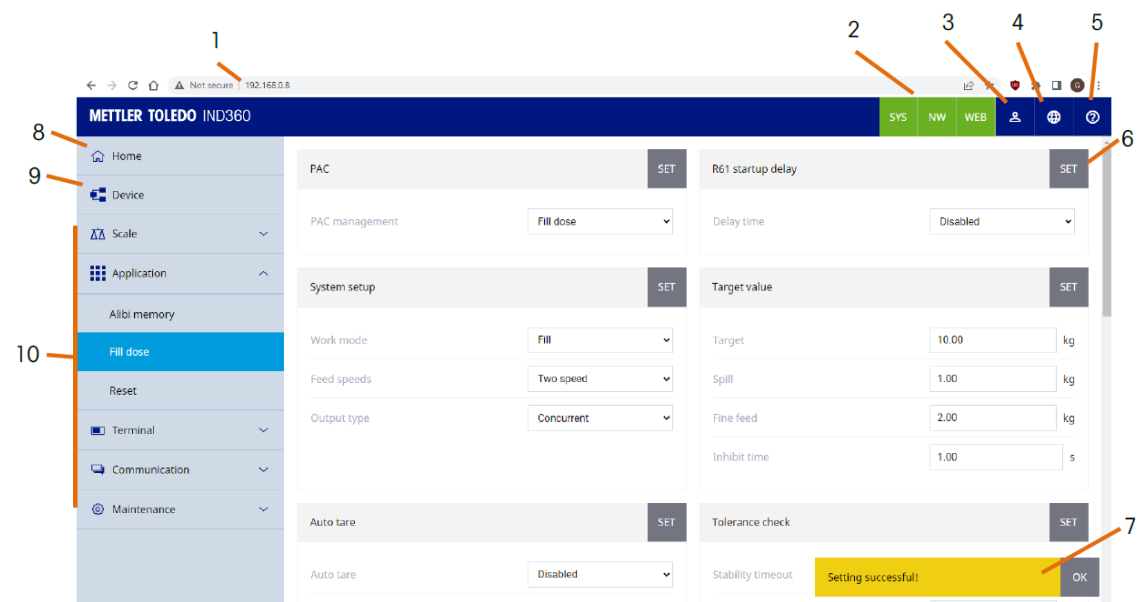 1
2
3
4
5
Not secure | 192.168.0.8
G
METTLER TOLEDO IND360
SYS
NW
WEB
8
Home
6
PAC
SET
R61 startup delay
SET
9
Device
PAC management
Fill dose
Delay time
Disabled
Scale
Application
System setup
SET
Target value
SET
Alibi memory
Work mode
Fill
Target
10.00
kg
10
Fill dose
Feed speeds
Two speed
Spill
1.00
kg
Reset
Output type
Concurrent
Fine feed
2.00
kg
Terminal
Inhibit time
1.00
s
Communication
Maintenance
Auto tare
SET
Tolerance check
SET
7
Auto tare
Disabled
Stability timeout
Setting successful!
OK